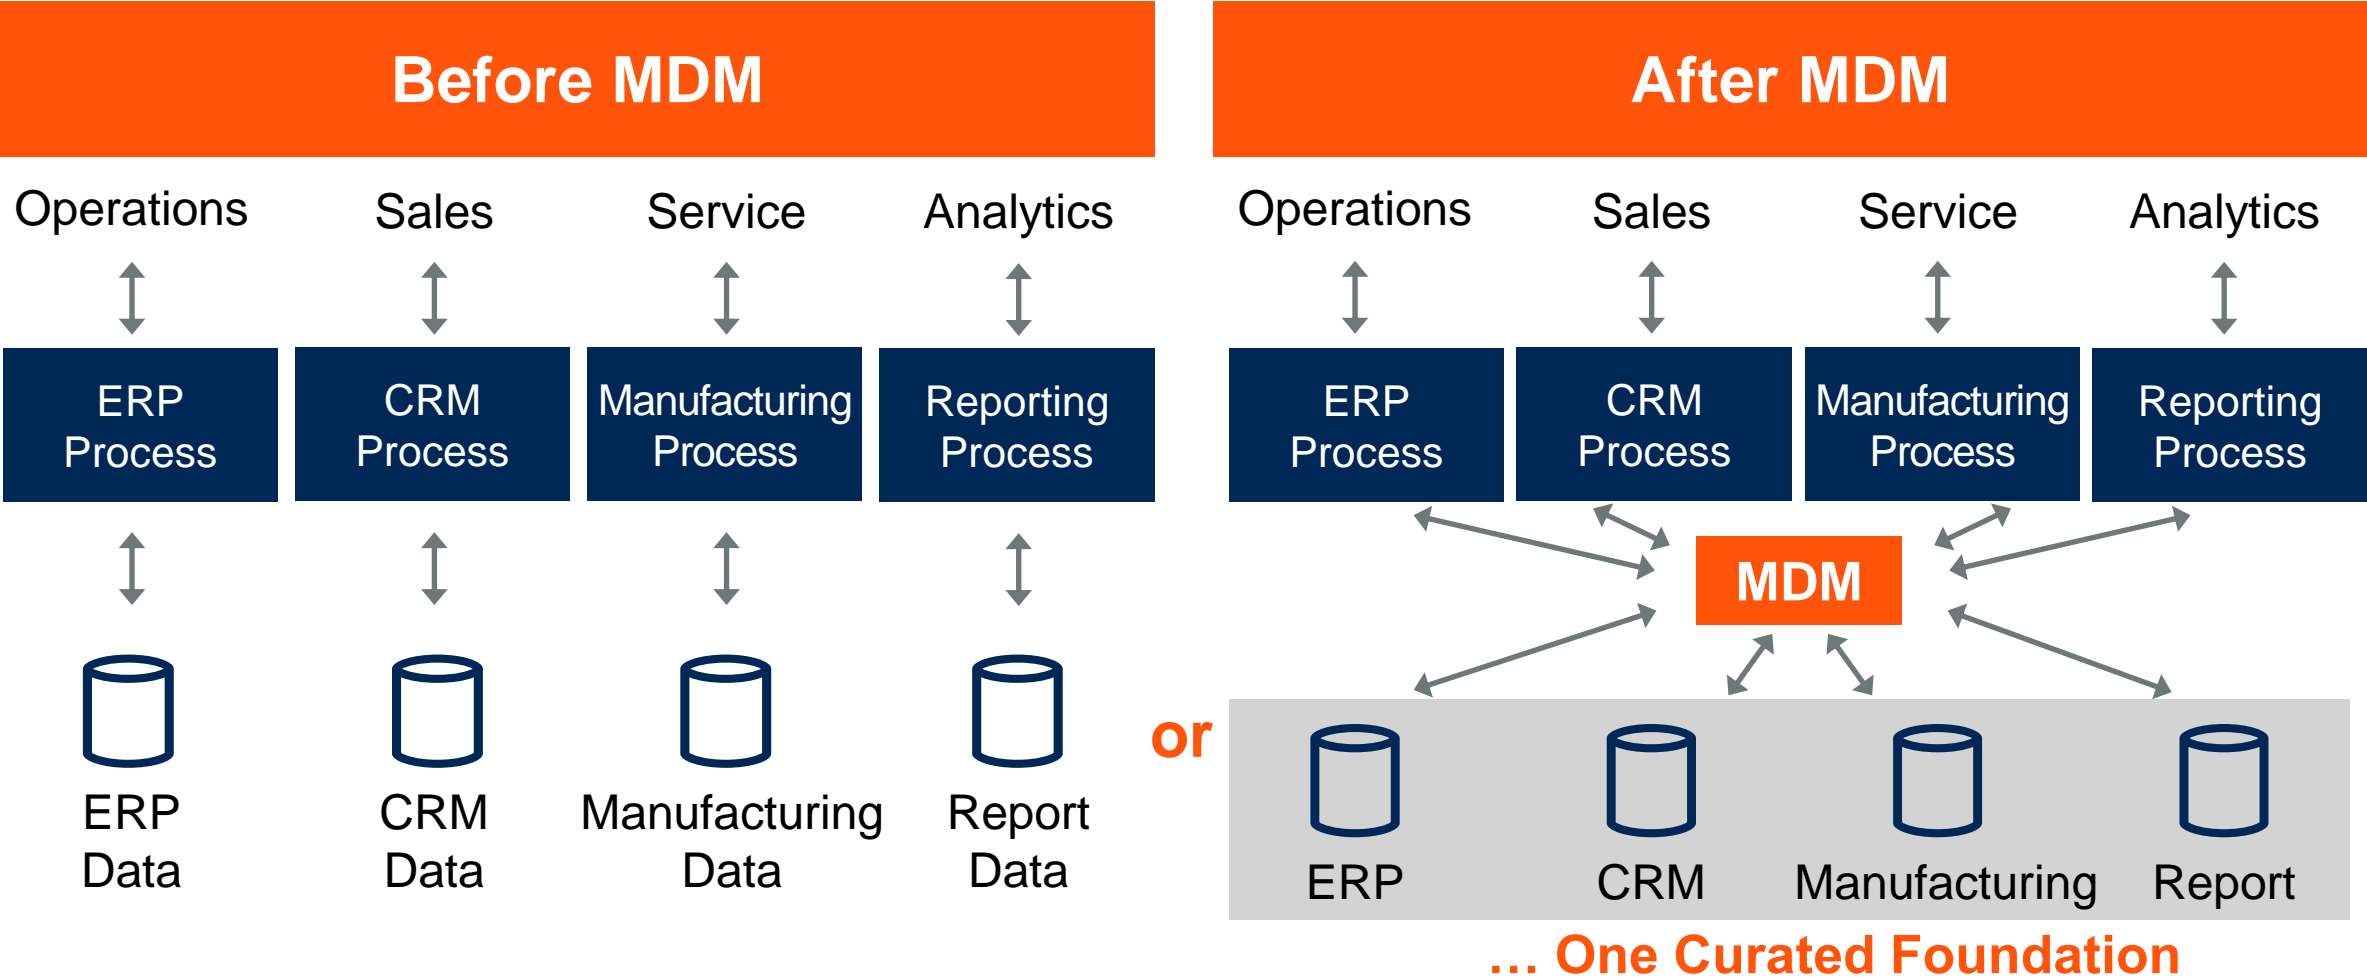 Before MDM
Operations
Sales
Service
Analytics
ERP
Process
CRM
Process
Manufacturing
Process
Reporting
Process
ERP
Data
CRM
Data
Manufacturing
Data
Report
Data
or
After MDM
Operations
Sales
Service
Analytics
ERP
Process
CRM
Process
Manufacturing
Process
Reporting
Process
MDM
ERP
CRM
Manufacturing
Report
... One Curated Foundation